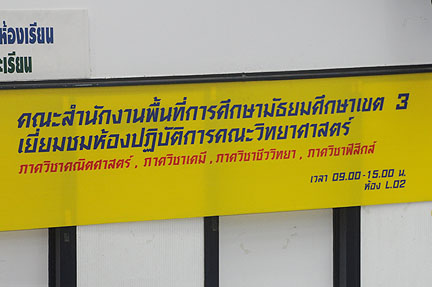 ห้องเรียน
ะเรียน
คณะสำนักงานพื้นที่การศึกษามัธยมศึกษาเขต 3
เยี่ยมชมห้องปฏิบัติการคณะวิทยาศาสตร์
ภาควิชาคณิตศาสตร์ , ภาควิชาเคมี , ภาควิชาชีววิทยา , ภาควิชาฟิสิกส์
เวลา 09.00-15.00 น.
ห้อง L.02